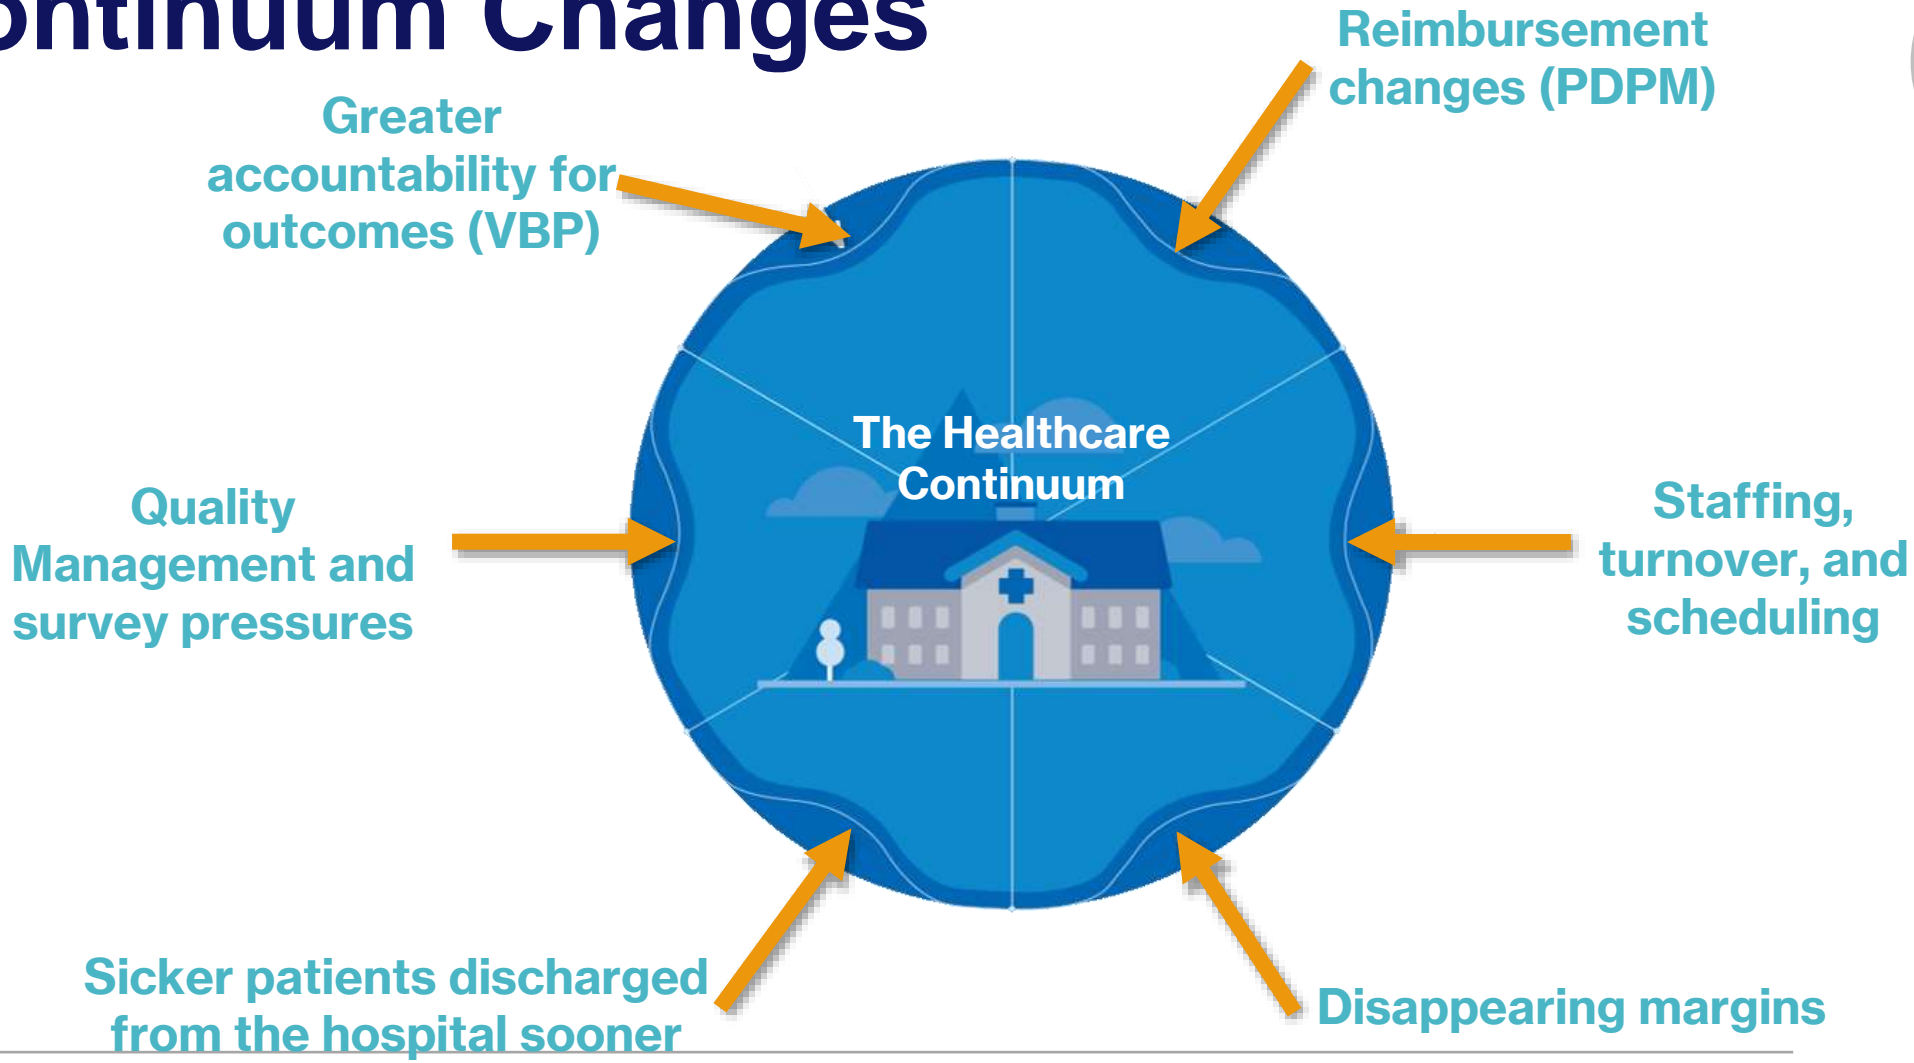 ontinuum Changes
Reimbursement
changes (PDPM)
Greater
accountability for
outcomes (VBP)
The Healthcare
Continuum
Quality
Management and
survey pressures
Staffing,
turnover, and
scheduling
Sicker patients discharged
from the hospital sooner
Disappearing margins